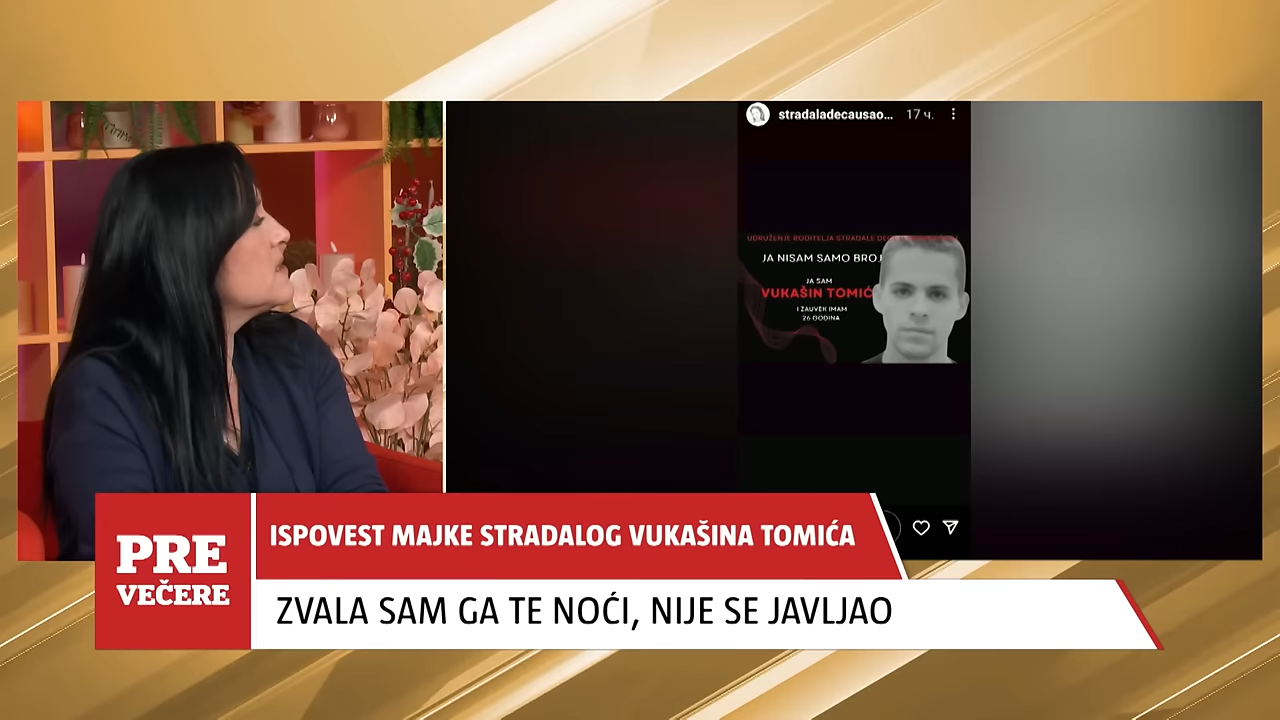 stradaladecausao... 17 ч.
UDRUŽENJE RODITELJA STRADALE DECE
JA NISAM SAMO BROJ
JA SAM
VUKAŠIN TOMIĆ
I ZAUVEK IMAM
26 GODINA
PRE
VEČERE
ISPOVEST MAJKE STRADALOG VUKAŠINA TOMIĆA
ZVALA SAM GA TE NOĆI, NIJE SE JAVLJAO